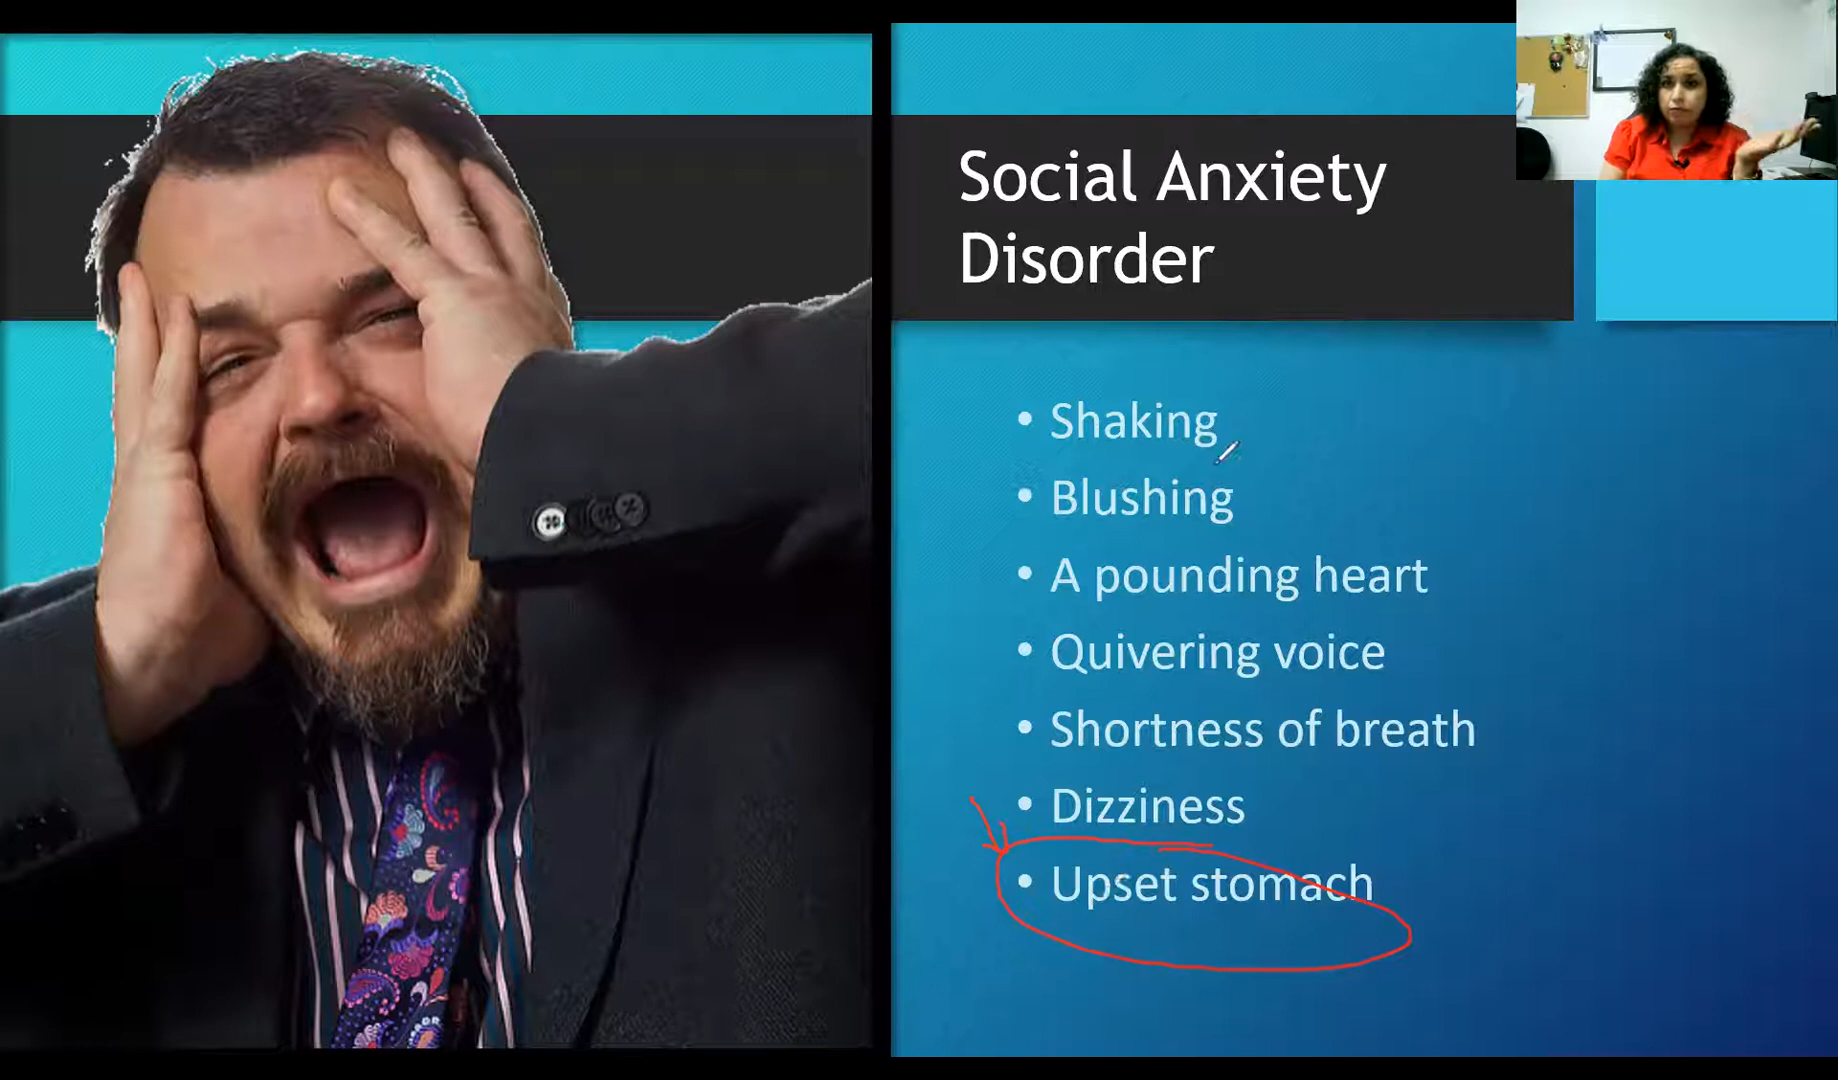 Social Anxiety
Disorder
• Shaking
• Blushing
• A pounding heart
• Quivering voice
• Shortness of breath
• Dizziness
• Upset stomach